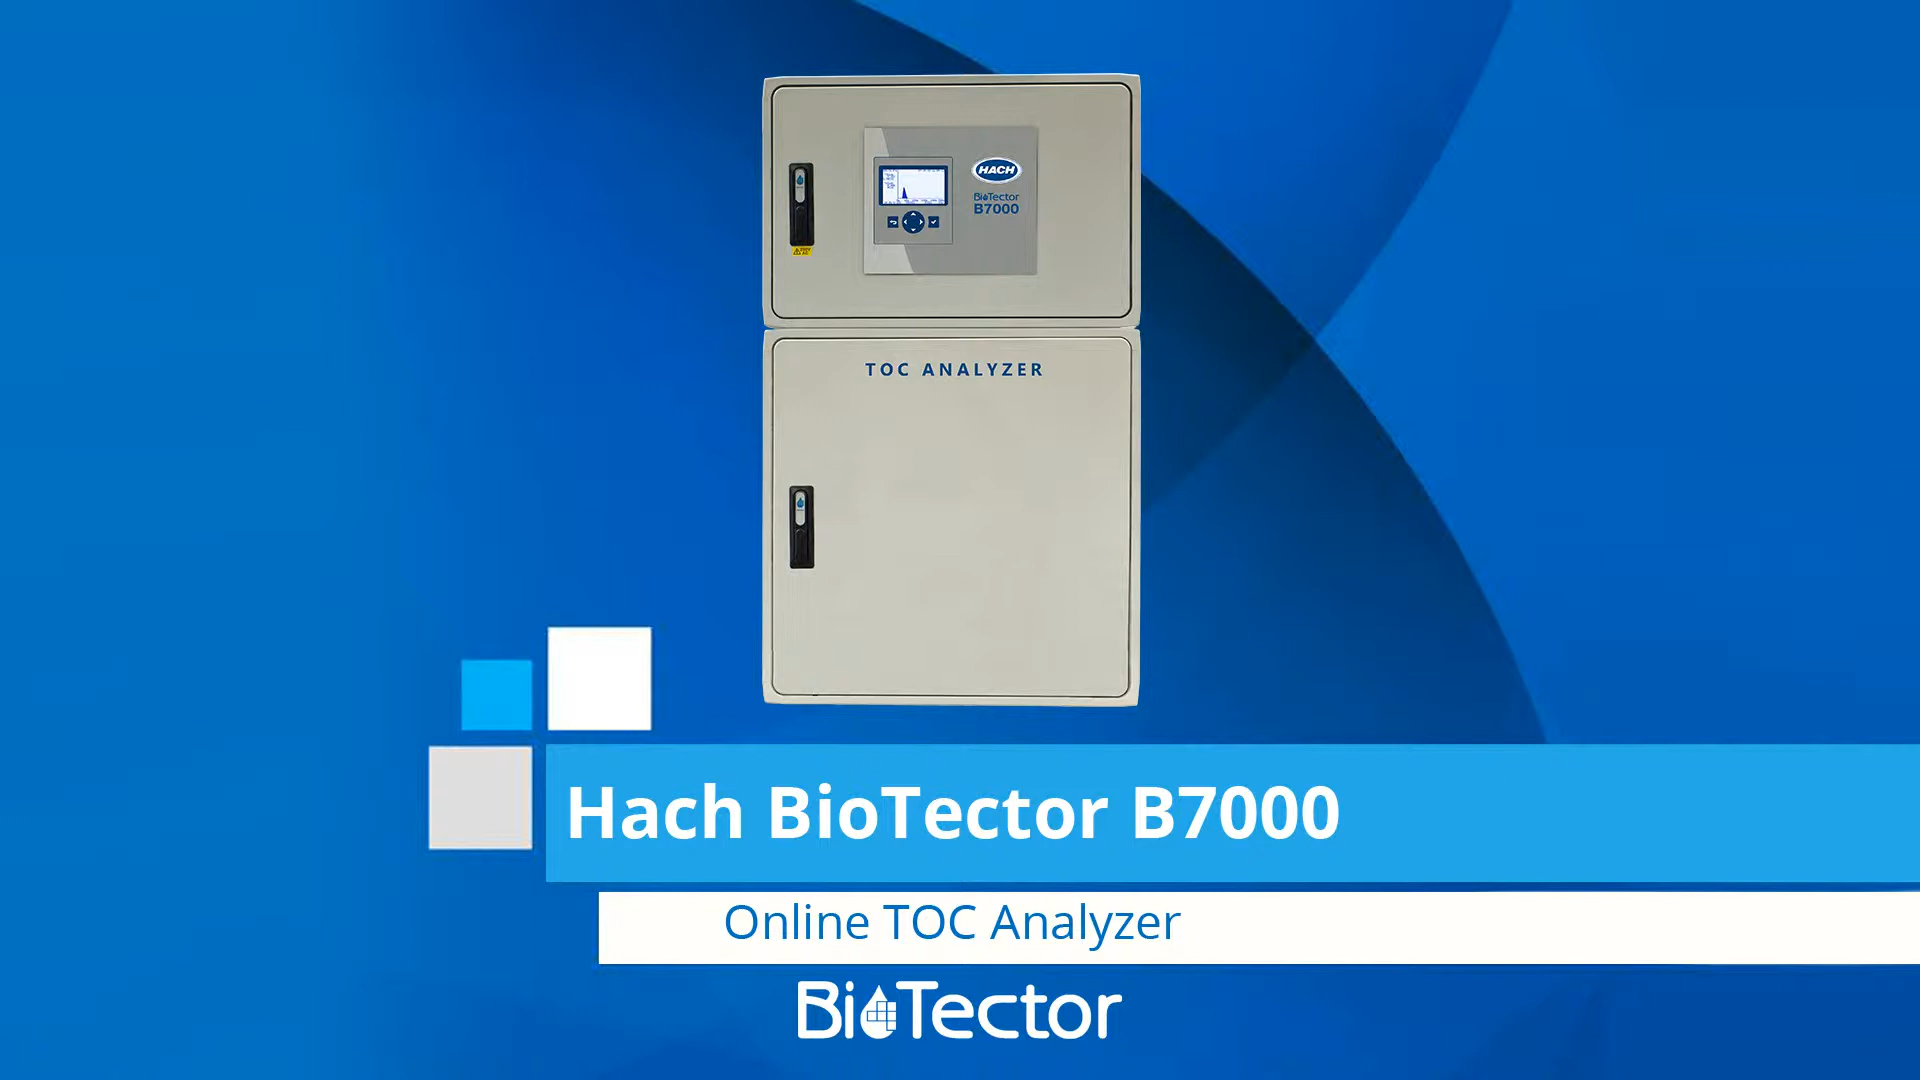 HACH
BioTector
B7000
TOC ANALYZER
Hach BioTector B7000
Online TOC Analyzer
BioTector